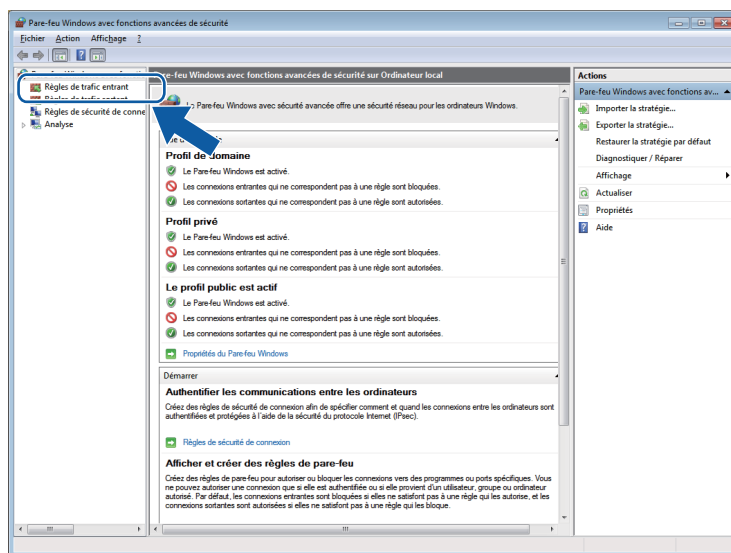 Pare-feu Windows avec fonctions avancées de sécurité
Fichier Action Affichage ?
Règles de trafic entrant
Règles de trafic sortant
Règles de sécurité de conne
Analyse
Pare-feu Windows avec fonctions avancées de sécurité sur Ordinateur local
Le Pare-feu Windows avec sécurité avancée offre une sécurité réseau pour les ordinateurs Windows.
Profil de domaine
Le Pare-feu Windows est activé.
Les connexions entrantes qui ne correspondent pas à une règle sont bloquées.
Les connexions sortantes qui ne correspondent pas à une règle sont autorisées.
Profil privé
Le Pare-feu Windows est activé.
Les connexions entrantes qui ne correspondent pas à une règle sont bloquées.
Les connexions sortantes qui ne correspondent pas à une règle sont autorisées.
Le profil public est actif
Le Pare-feu Windows est activé.
Les connexions entrantes qui ne correspondent pas à une règle sont bloquées.
Les connexions sortantes qui ne correspondent pas à une règle sont autorisées.
Propriétés du Pare-feu Windows
Démarrer
Authentifier les communications entre les ordinateurs
Créez des règles de sécurité de connexion afin de spécifier comment et quand les connexions entre les ordinateurs sont
authentifiées et protégées à l'aide de la sécurité du protocole Internet (IPsec).
Règles de sécurité de connexion
Afficher et créer des règles de pare-feu
Créez des règles de pare-feu pour autoriser ou bloquer les connexions vers des programmes ou ports spécifiques. Vous
ne pouvez autoriser une connexion que si elle est authentifiée ou si elle provient d'un utilisateur, groupe ou ordinateur
autorisé. Par défaut, les connexions entrantes sont bloquées si elles ne satisfont pas à une règle qui les autorise, et les
connexions sortantes sont autorisées si elles ne satisfont pas à une règle qui les bloque.
Actions
Pare-feu Windows avec fonctions av...
Importer la stratégie...
Exporter la stratégie...
Restaurer la stratégie par défaut
Diagnostiquer / Réparer
Affichage
Actualiser
Propriétés
Aide